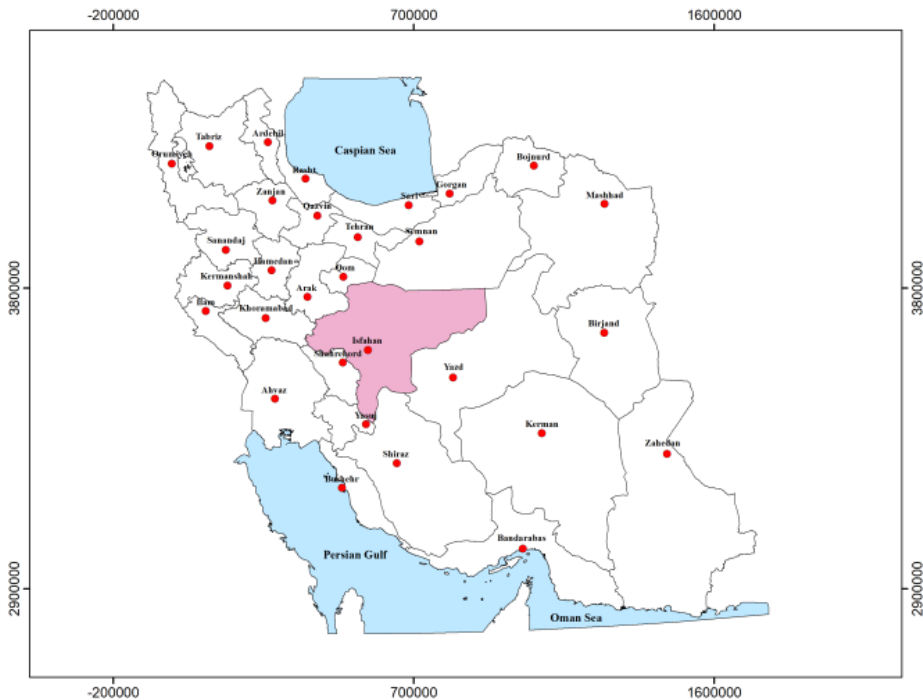 -200000 700000 1600000
Caspian Sea
Tabriz
Ardebil
Orumiyeh
Rasht
Zanjan
Qazvin
Sari
Gorgan
Bojnurd
Mashhad
Tehran
Semnan
Sanandaj
Hamedan
Qom
Kermanshah
Arak
3800000
3800000
Ilam
Khoramabad
Birjand
Isfahan
Shahrekord
Yazd
Ahvaz
Yasuj
Kerman
Shiraz
Zahedan
Bushehr
Bandarabas
Persian Gulf
2900000
2900000
Oman Sea
-200000 700000 1600000